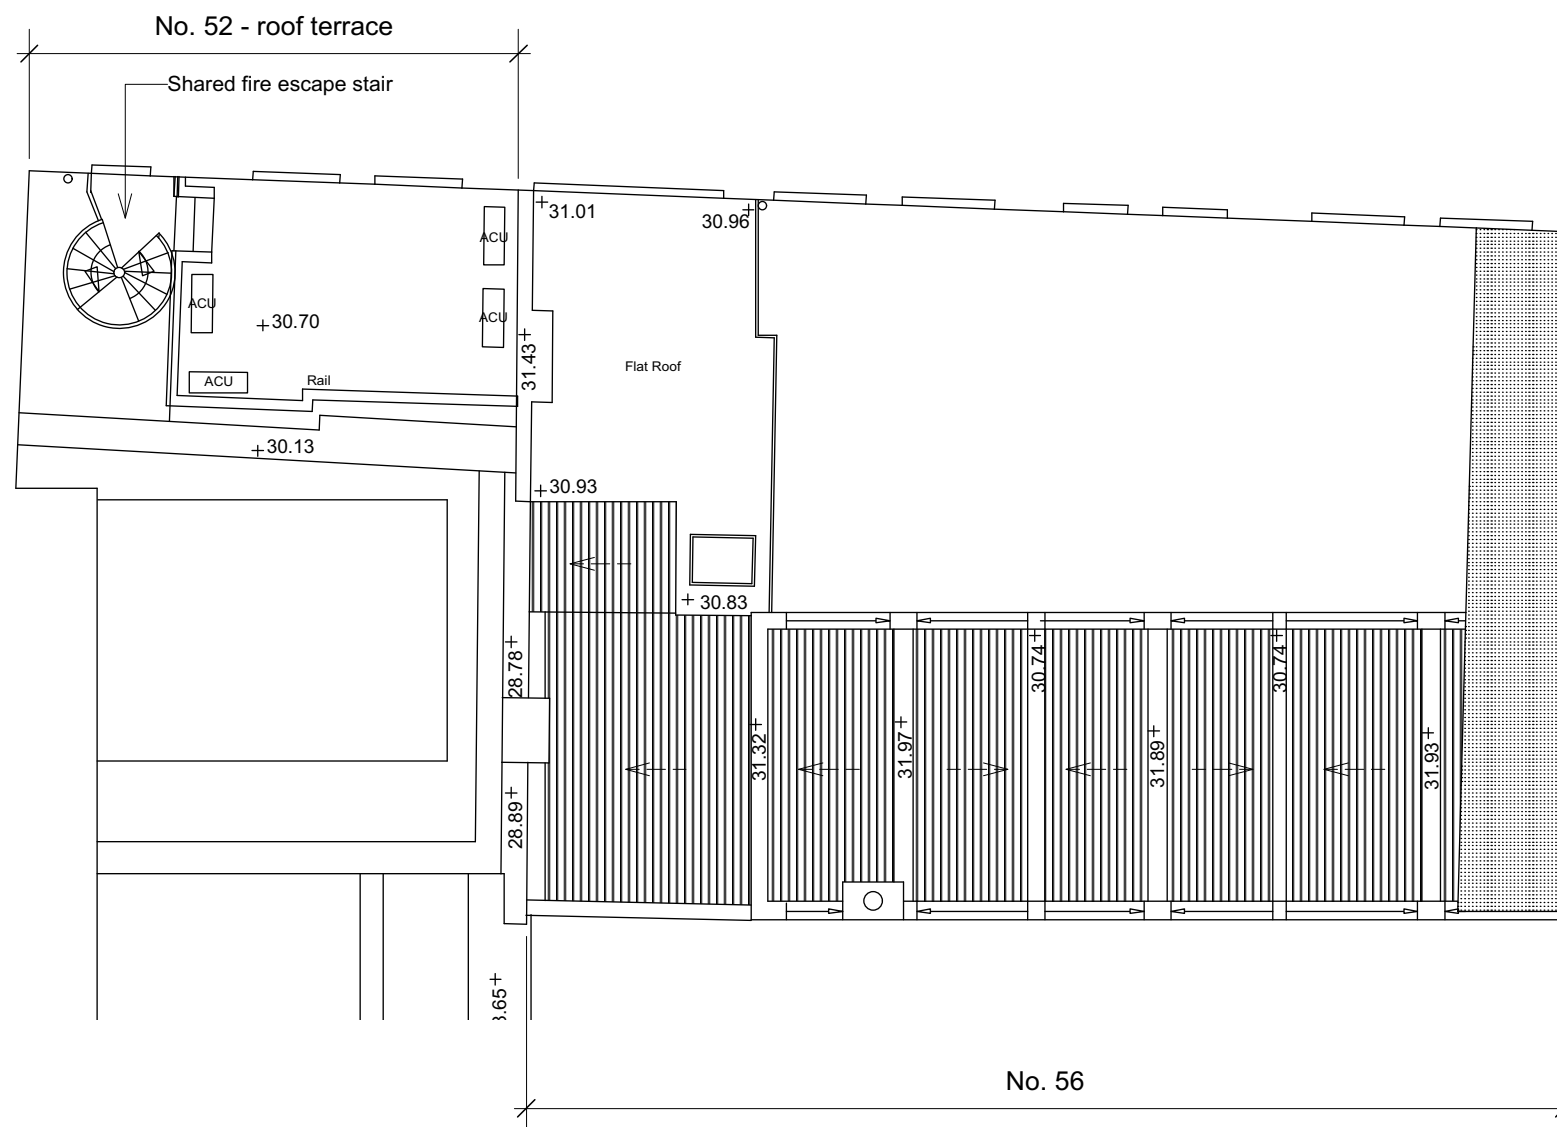 No. 52 - roof terrace
Shared fire escape stair
31.01
30.96
ACU
ACU
ACU
30.70
31.43
Flat Roof
ACU
Rail
30.13
30.93
30.83
28.78
30.74
30.74
31.32
31.97
31.89
31.93
28.89
.65
No. 56